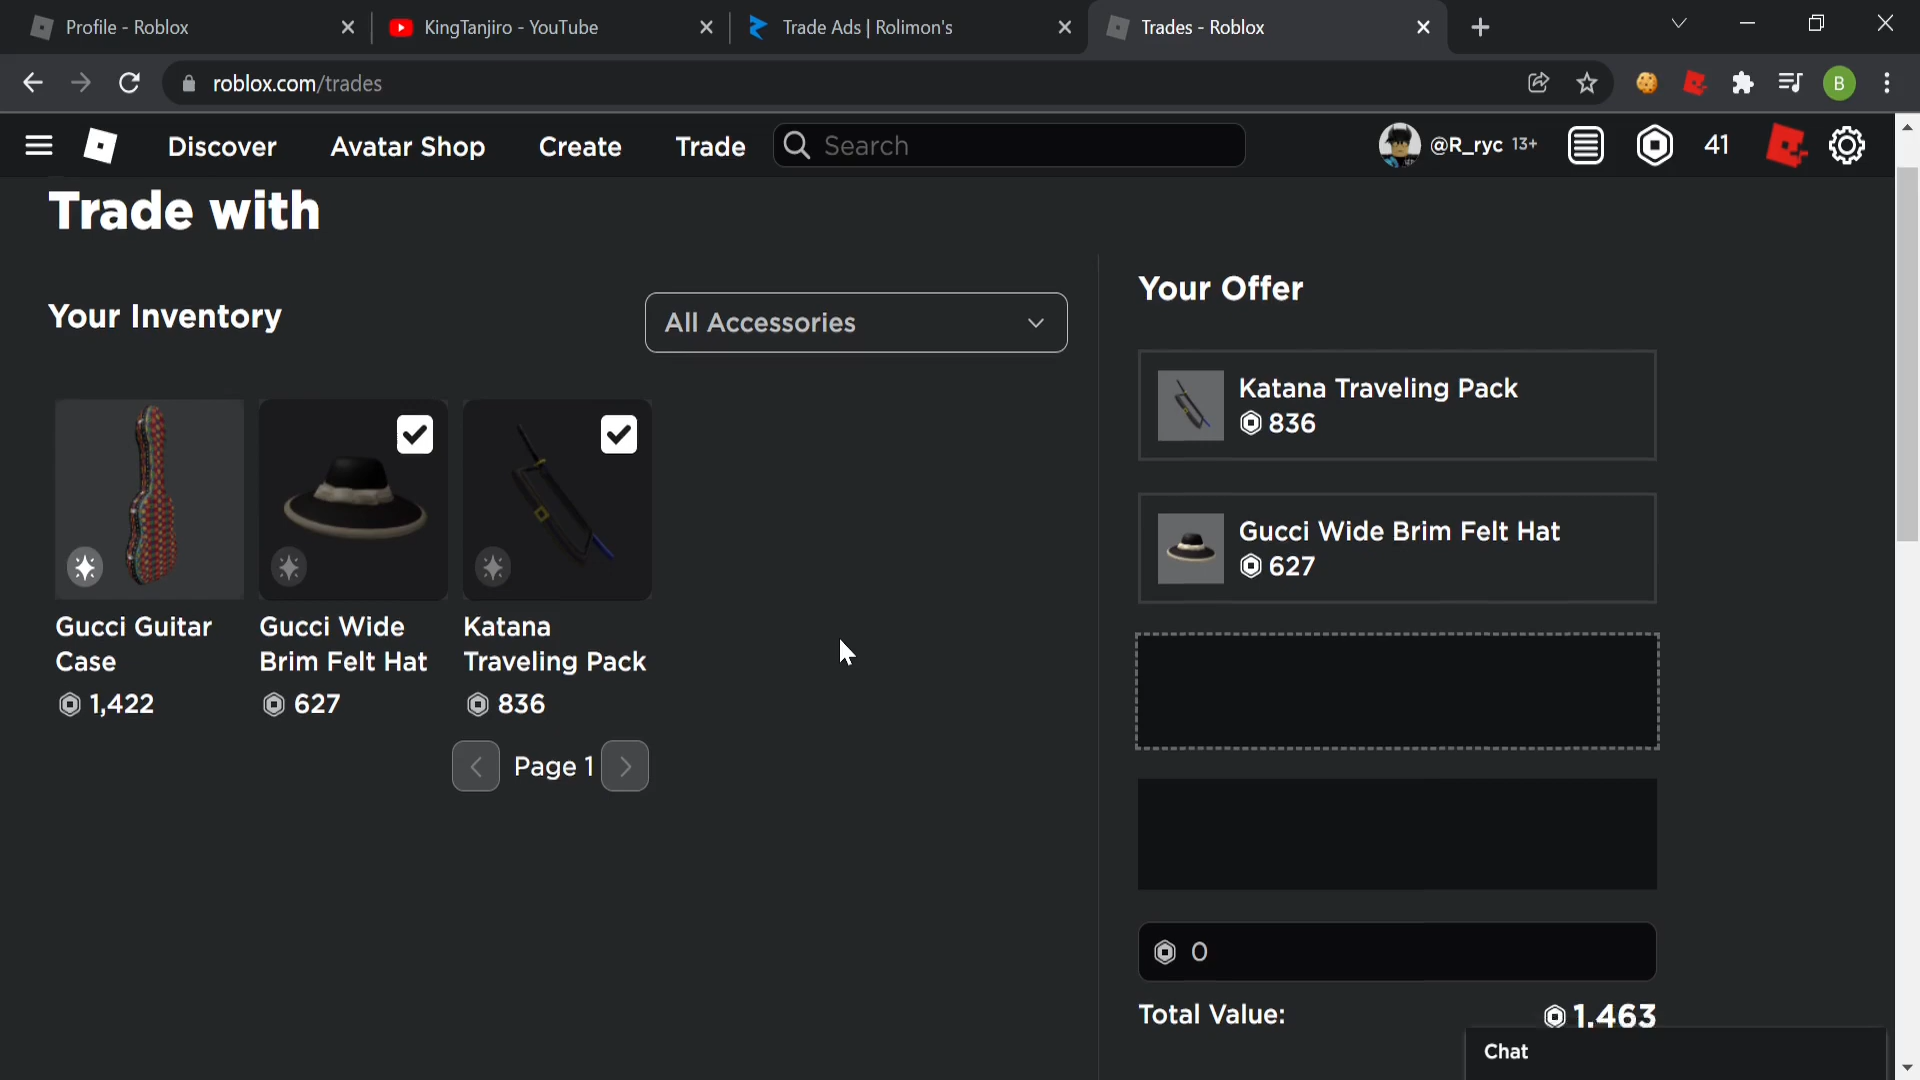 Profile - Roblox
KingTanjiro - YouTube
Trade Ads | Rolimon's
Trades - Roblox
roblox.com/trades
B
Discover
Avatar Shop
Create
Trade
Search
@R_ryc 13+
41
Trade with
Your Inventory
All Accessories
Gucci Guitar
Case
1,422
Gucci Wide
Brim Felt Hat
627
Katana
Traveling Pack
836
Page 1
Your Offer
Katana Traveling Pack
836
Gucci Wide Brim Felt Hat
627
0
Total Value:
1,463
Chat